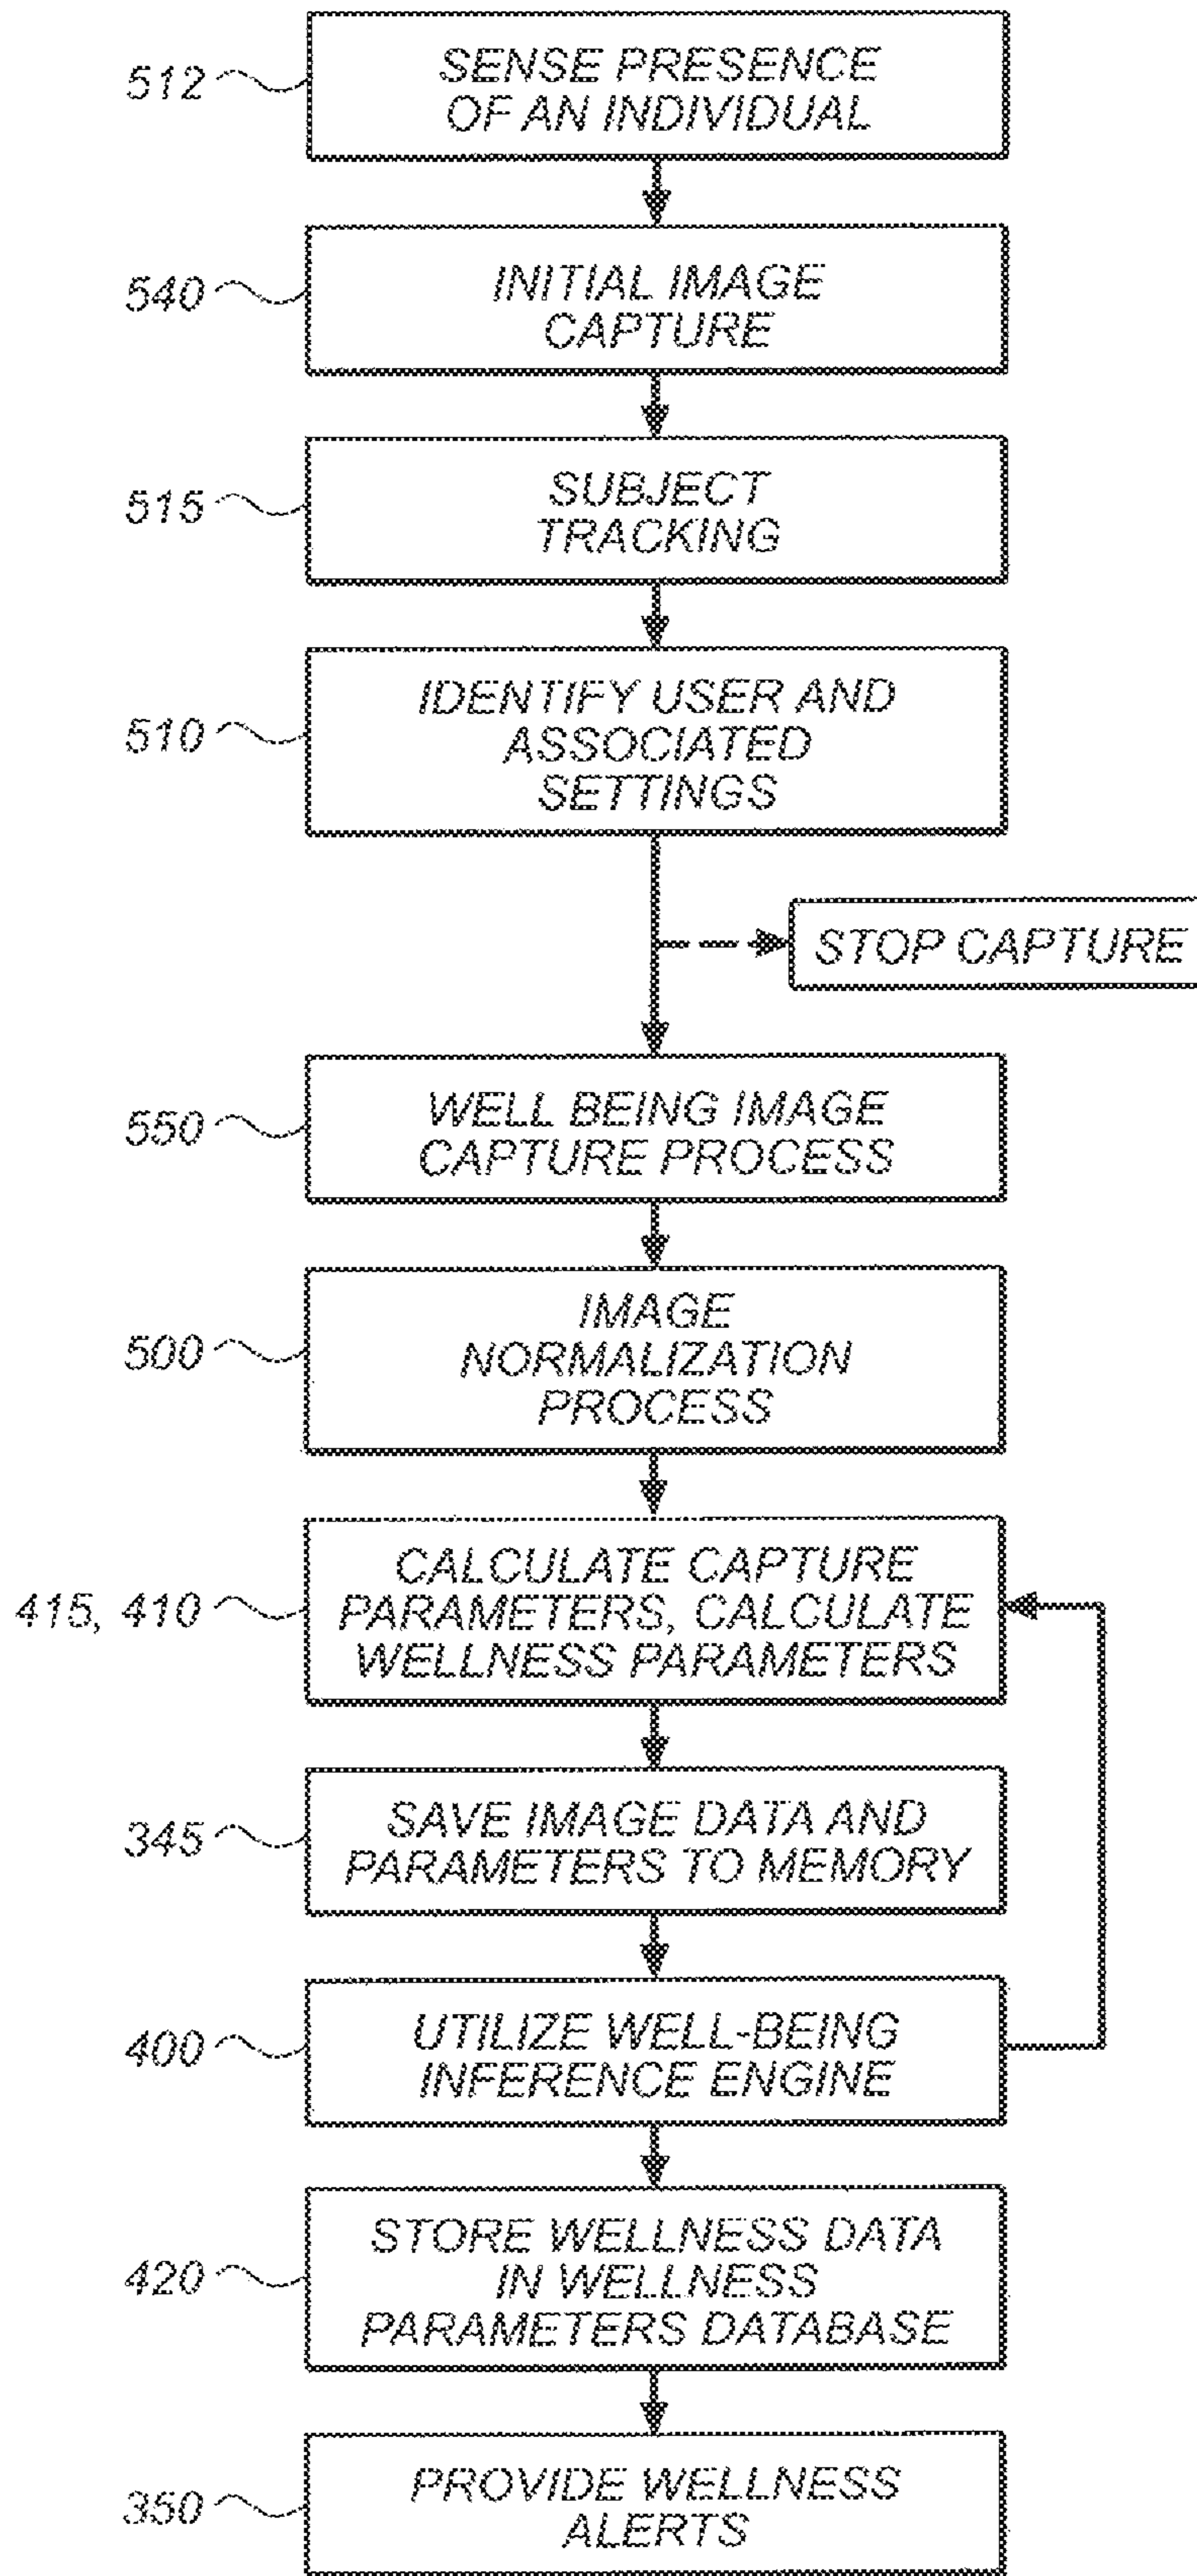 512
SENSE PRESENCE
OF AN INDIVIDUAL
540
INITIAL IMAGE
CAPTURE
515
SUBJECT
TRACKING
510
IDENTIFY USER AND
ASSOCIATED
SETTINGS
STOP CAPTURE
550
WELL BEING IMAGE
CAPTURE PROCESS
500
IMAGE
NORMALIZATION
PROCESS
415, 410
CALCULATE CAPTURE
PARAMETERS, CALCULATE
WELLNESS PARAMETERS
345
SAVE IMAGE DATA AND
PARAMETERS TO MEMORY
400
UTILIZE WELL-BEING
INFERENCE ENGINE
420
STORE WELLNESS DATA
IN WELLNESS
PARAMETERS DATABASE
350
PROVIDE WELLNESS
ALERTS